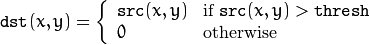 dst(x,y) = { src(x,y) if src(x,y) > thresh
0 otherwise